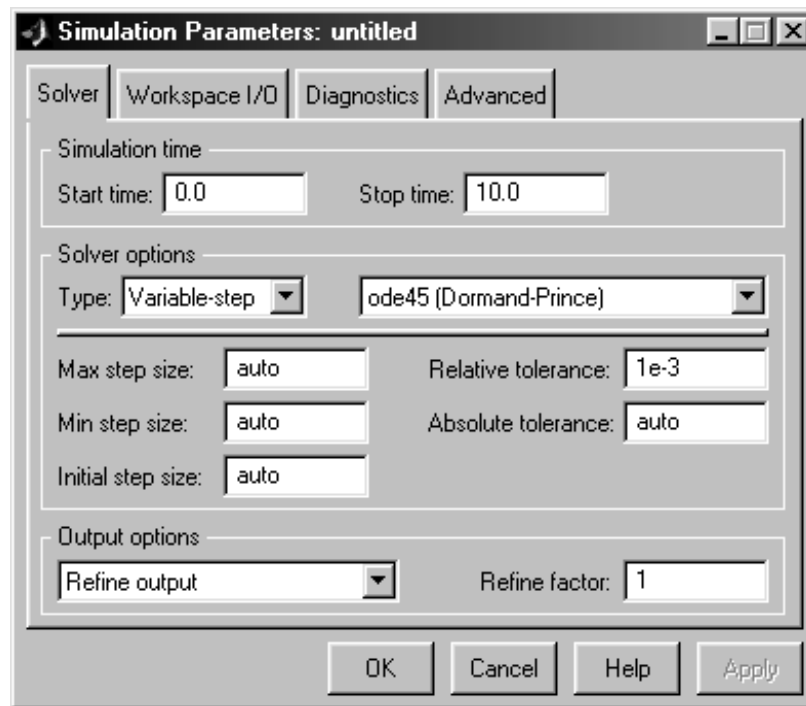 Simulation Parameters: untitled
Solver Workspace I/O Diagnostics Advanced
Simulation time
Start time: 0.0 Stop time: 10.0
Solver options
Type: Variable-step ode45 (Dormand-Prince)
Max step size: auto Relative tolerance: 1e-3
Min step size: auto Absolute tolerance: auto
Initial step size: auto
Output options
Refine output Refine factor: 1
OK Cancel Help Apply